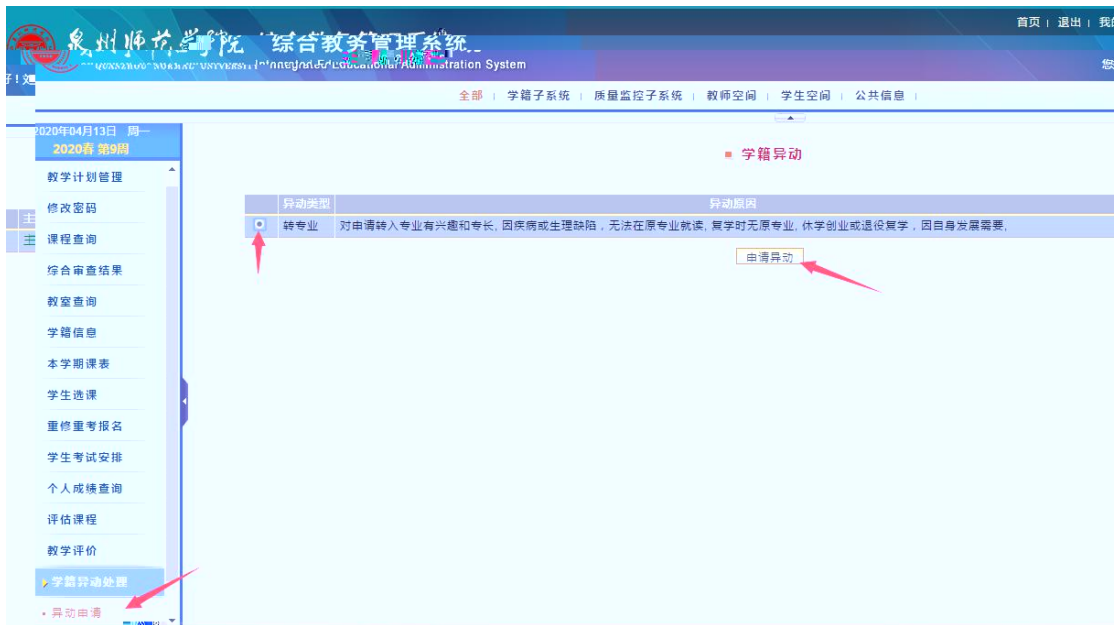 首页 | 退出 | 我的
泉州师范学院 综合教务管理系统
Integrated Educational Administration System
您
好！刘
全部 | 学籍子系统 | 质量监控子系统 | 教师空间 | 学生空间 | 公共信息 |
2020年04月13日 周一
2020春 第9周
学籍异动
教学计划管理
修改密码
异动类型 异动原因
主
转专业 对申请转入专业有兴趣和专长, 因疾病或生理缺陷，无法在原专业就读, 复学时无原专业, 休学创业或退役复学，因自身发展需要,
主
课程查询
申请异动
综合审查结果
教室查询
学籍信息
本学期课表
学生选课
重修重考报名
学生考试安排
个人成绩查询
评估课程
教学评价
学籍异动处理
异动申请